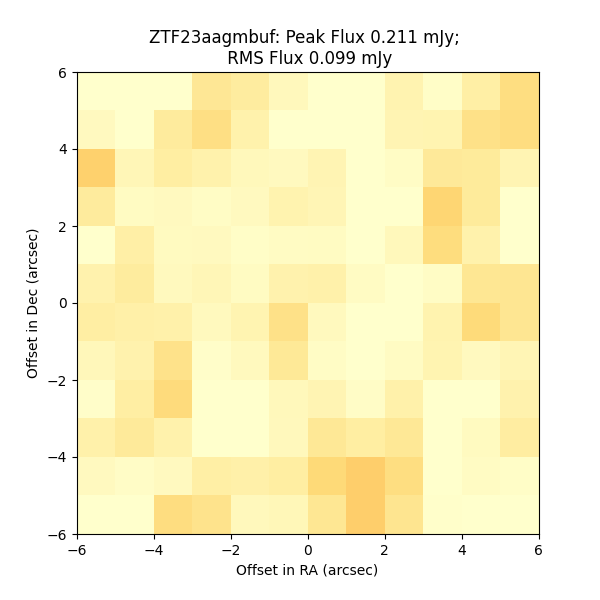 ZTF23aagmbuf: Peak Flux 0.211 mJy;
RMS Flux 0.099 mJy
6
4
2
0
−2
−4
−6
Offset in Dec (arcsec)
−6 −4 −2 0 2 4 6
Offset in RA (arcsec)